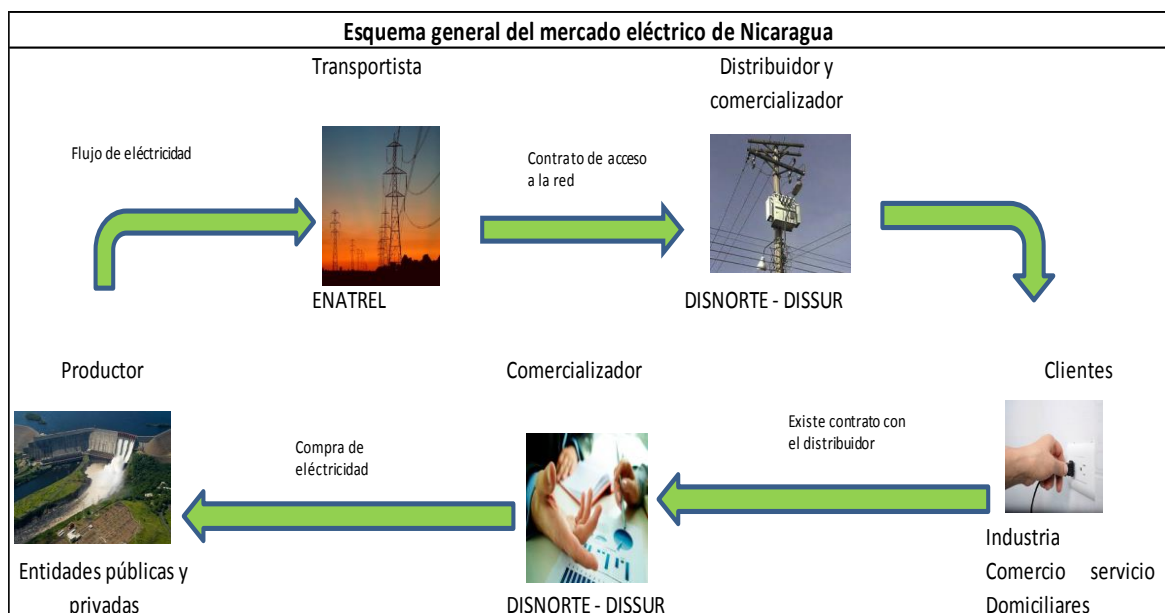 Esquema general del mercado eléctrico de Nicaragua
Transportista
Distribuidor y
comercializador
Flujo de eléctricidad
Contrato de acceso
a la red
ENATREL
DISNORTE - DISSUR
Productor
Comercializador
Clientes
Compra de
eléctricidad
Existe contrato con
el distribuidor
Entidades públicas y
privadas
DISNORTE - DISSUR
Industria
Comercio servicio
Domiciliares